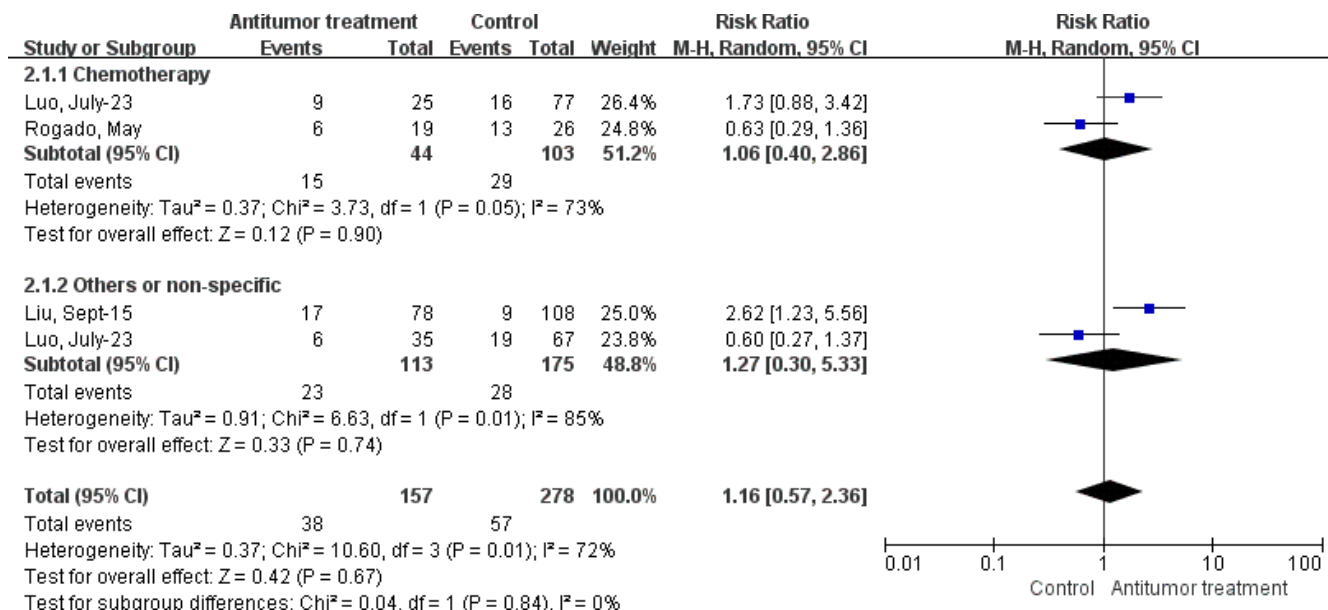 Antitumor treatment Control Risk Ratio Risk Ratio
Study or Subgroup Events Total Events Total Weight M-H, Random, 95% CI M-H, Random, 95% CI
2.1.1 Chemotherapy
Luo, July-23 9 25 16 77 26.4% 1.73 [0.88, 3.42]
Rogado, May 6 19 13 26 24.8% 0.63 [0.29, 1.36]
Subtotal (95% CI) 44 103 51.2% 1.06 [0.40, 2.86]
Total events 15 29
Heterogeneity: Tau² = 0.37; Chi² = 3.73, df = 1 (P = 0.05); I² = 73%
Test for overall effect: Z = 0.12 (P = 0.90)
2.1.2 Others or non-specific
Liu, Sept-15 17 78 9 108 25.0% 2.62 [1.23, 5.56]
Luo, July-23 6 35 19 67 23.8% 0.60 [0.27, 1.37]
Subtotal (95% CI) 113 175 48.8% 1.27 [0.30, 5.33]
Total events 23 28
Heterogeneity: Tau² = 0.91; Chi² = 6.63, df = 1 (P = 0.01); I² = 85%
Test for overall effect: Z = 0.33 (P = 0.74)
Total (95% CI) 157 278 100.0% 1.16 [0.57, 2.36]
Total events 38 57
Heterogeneity: Tau² = 0.37; Chi² = 10.60, df = 3 (P = 0.01); I² = 72%
Test for overall effect: Z = 0.42 (P = 0.67)
Test for subgroup differences: Chi² = 0.04, df = 1 (P = 0.84), I² = 0%
0.01 0.1 1 10 100
Control Antitumor treatment